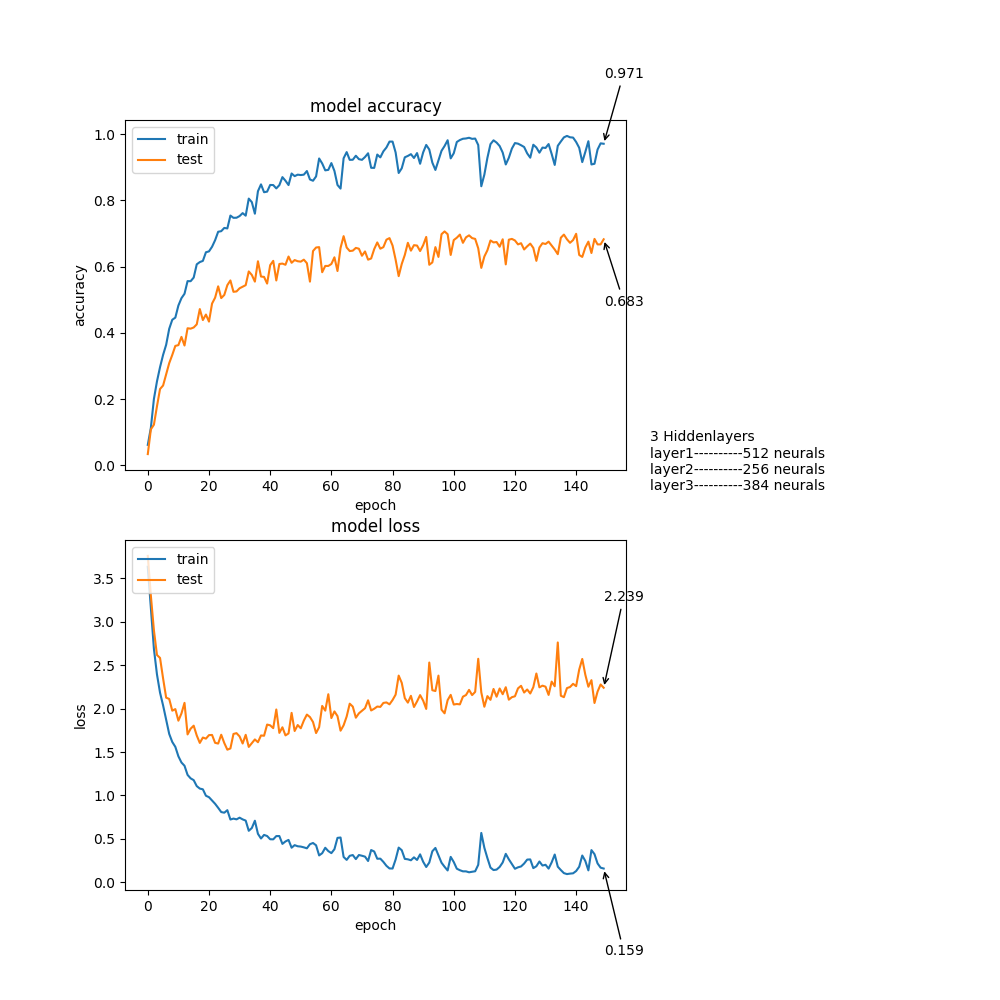 0.971
model accuracy
train
test
1.0
0.8
0.6
0.4
0.2
0.0
accuracy
0.683
0 20 40 60 80 100 120 140
epoch
3 Hiddenlayers
layer1----------512 neurals
layer2----------256 neurals
layer3----------384 neurals
model loss
train
test
3.5
3.0
2.5
2.0
1.5
1.0
0.5
0.0
loss
2.239
0 20 40 60 80 100 120 140
epoch
0.159